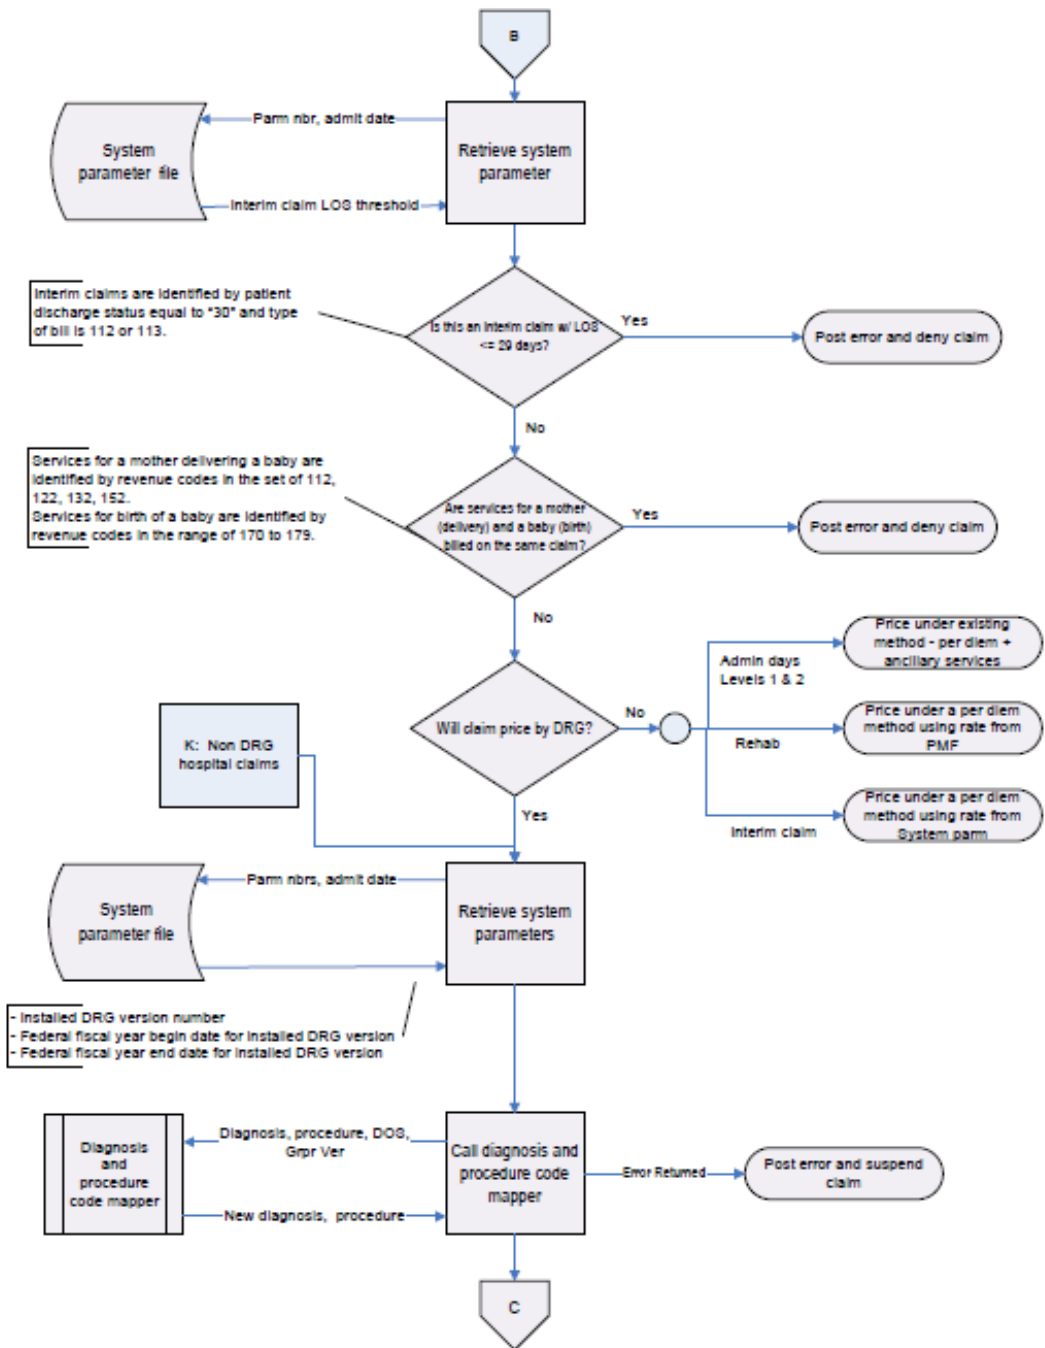 B
Parm nbr, admit date
System
parameter file
Retrieve system
parameter
Interim claim LOS threshold
Interim claims are identified by patient
discharge status equal to "30" and type
of bill is 112 or 113.
Is this an interim claim w/ LOS
<= 29 days?
Yes
Post error and deny claim
No
Services for a mother delivering a baby are
identified by revenue codes in the set of 112,
122, 132, 152.
Services for birth of a baby are identified by
revenue codes in the range of 170 to 179.
Are services for a mother
(delivery) and a baby (birth)
billed on the same claim?
Yes
Post error and deny claim
No
Price under existing
method - per diem +
ancillary services
Admin days
Levels 1 & 2
Will claim price by DRG?
No
Rehab
Price under a per diem
method using rate from
PMF
K: Non DRG
hospital claims
Yes
Interim claim
Price under a per diem
method using rate from
System parm
Parm nbrs, admit date
System
parameter file
Retrieve system
parameters
- Installed DRG version number
- Federal fiscal year begin date for installed DRG version
- Federal fiscal year end date for installed DRG version
Diagnosis
and
procedure
code mapper
Diagnosis, procedure, DOS,
Grpr Ver
New diagnosis, procedure
Call diagnosis and
procedure code
mapper
Error Returned
Post error and suspend
claim
C